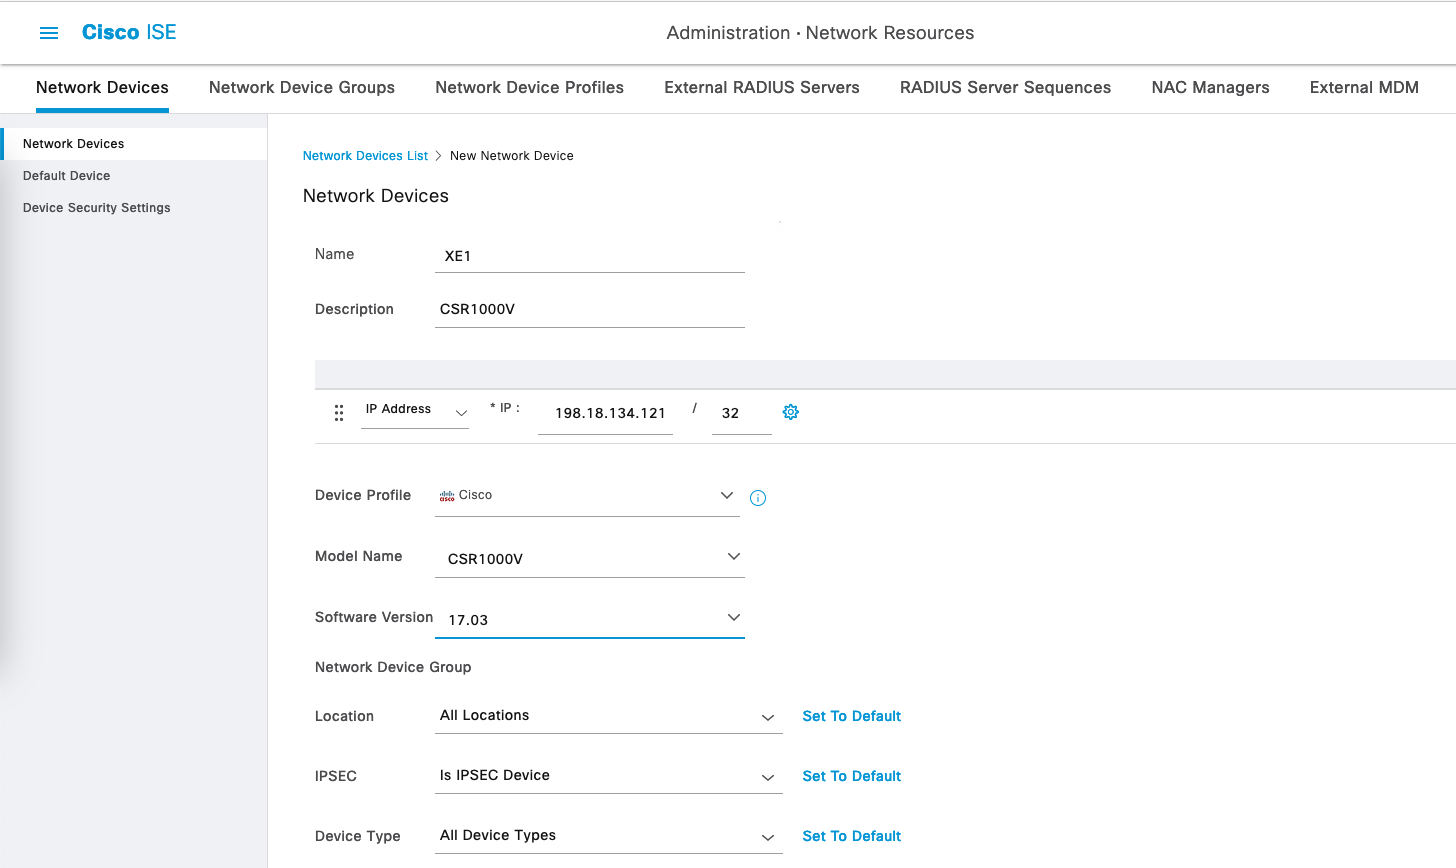 Cisco ISE
Administration · Network Resources
Network Devices
Network Device Groups
Network Device Profiles
External RADIUS Servers
RADIUS Server Sequences
NAC Managers
External MDM
Network Devices
Default Device
Device Security Settings
Network Devices List > New Network Device
Network Devices
Name XE1
Description CSR1000V
IP Address * IP : 198.18.134.121 / 32
Device Profile Cisco
Model Name CSR1000V
Software Version 17.03
Network Device Group
Location All Locations Set To Default
IPSEC Is IPSEC Device Set To Default
Device Type All Device Types Set To Default